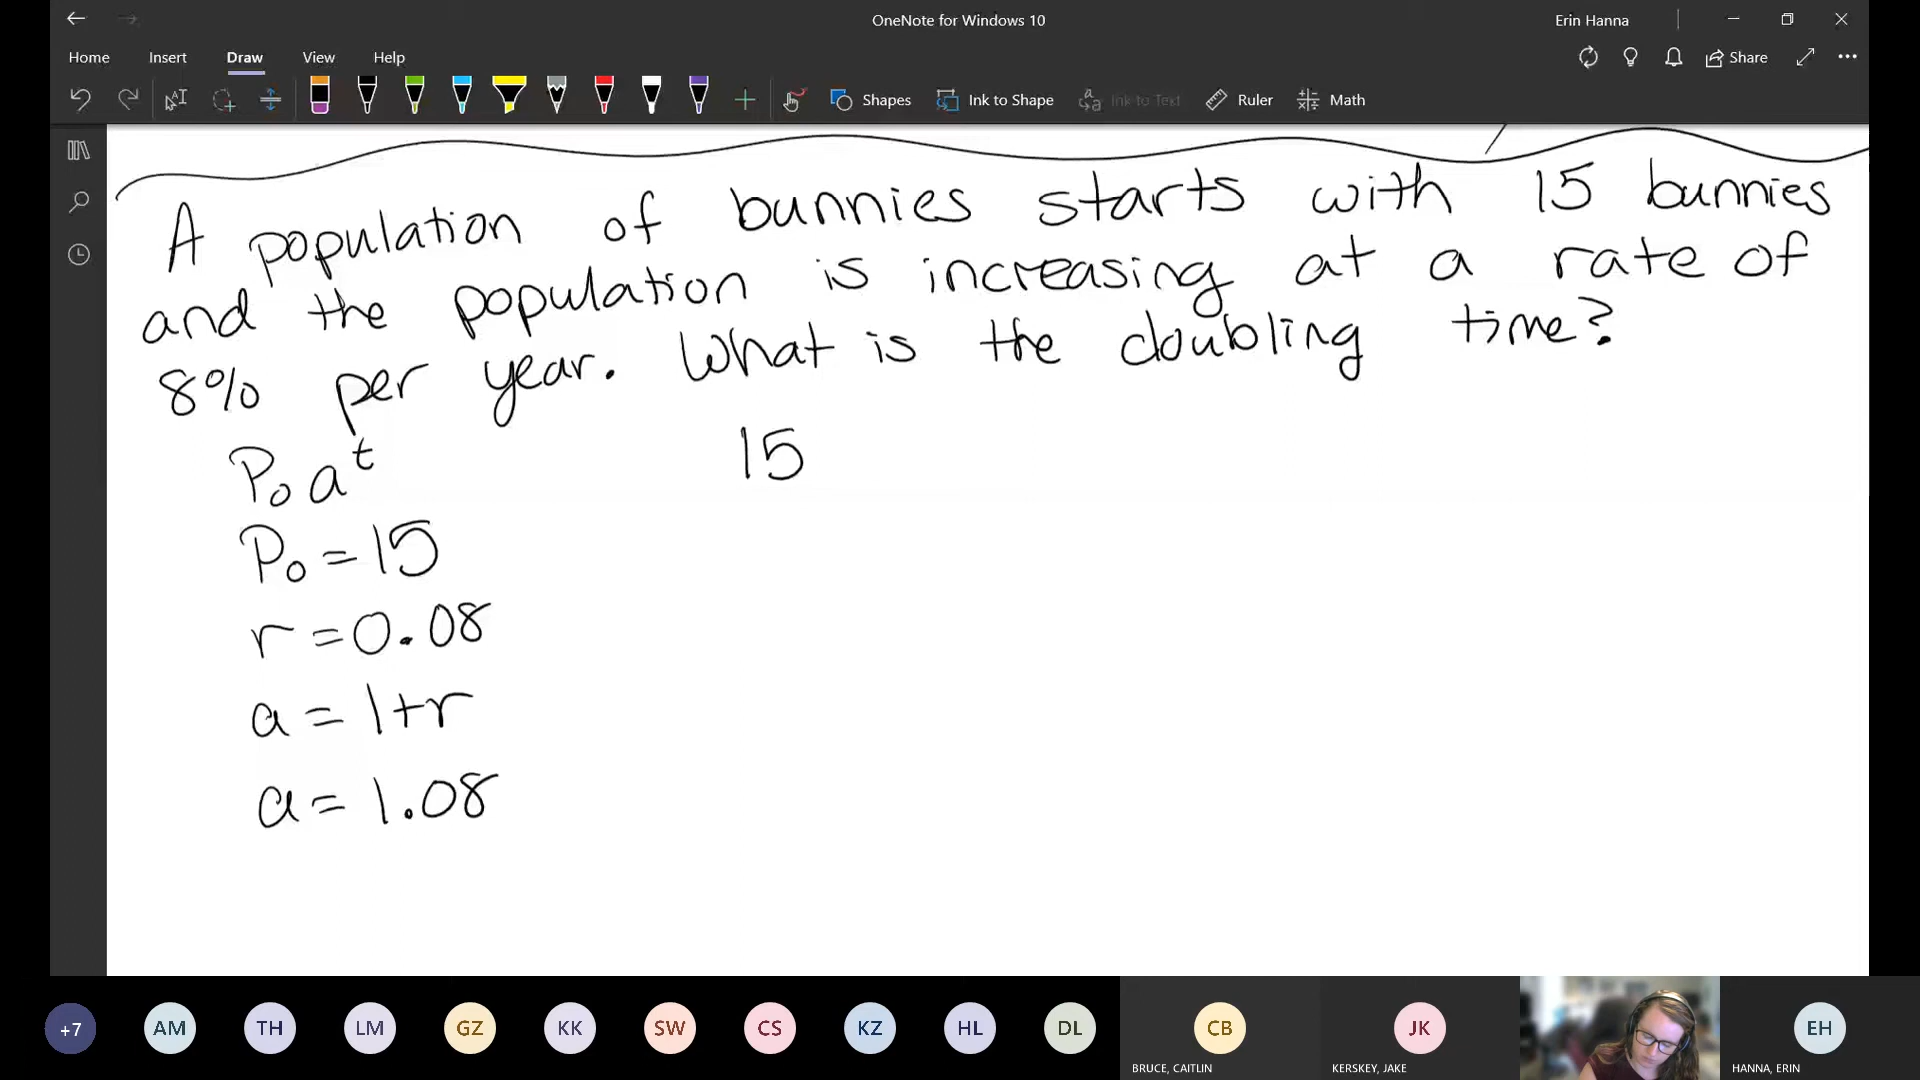 OneNote for Windows 10
Erin Hanna
Home Insert Draw View Help
Share
Shapes Ink to Shape Ink to Text Ruler Math
A population of bunnies starts with 15 bunnies
and the population is increasing at a rate of
8% per year. What is the doubling time?
P₀aᵗ
15
P₀=15
r=0.08
a=1+r
a=1.08
+7 AM TH LM GZ KK SW CS KZ HL DL CB JK EH
BRUCE, CAITLIN KERSKEY, JAKE HANNA, ERIN